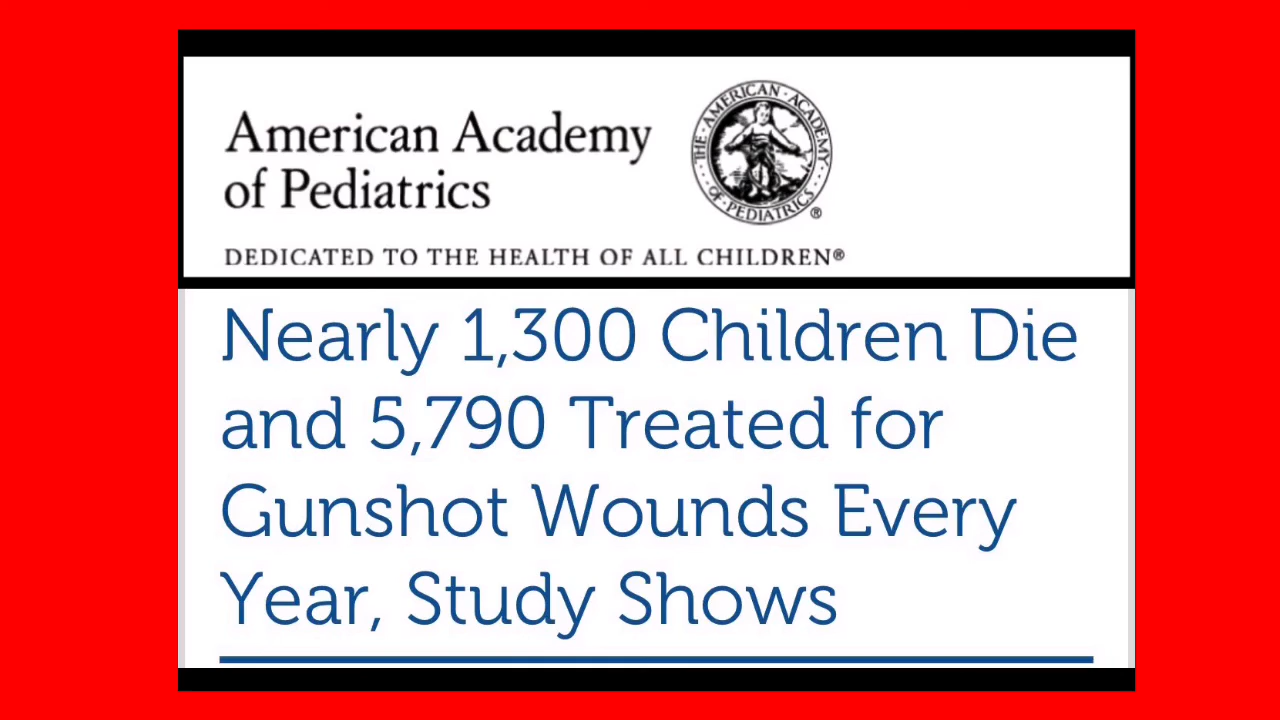 American Academy
of Pediatrics
THE · AMERICAN · ACADEMY · OF · PEDIATRICS ®
DEDICATED TO THE HEALTH OF ALL CHILDREN®
Nearly 1,300 Children Die
and 5,790 Treated for
Gunshot Wounds Every
Year, Study Shows